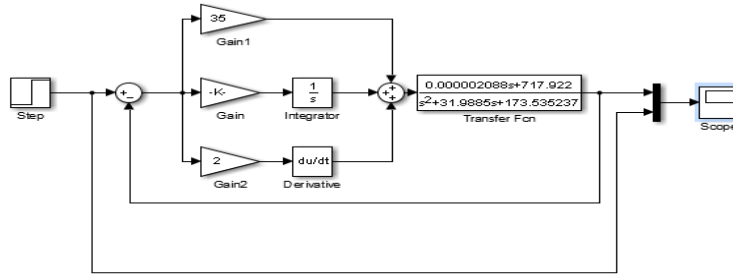 35
Gain1
0.000002088s+717.922
s²+31.9885s+173.535237
Transfer Fcn
+
-
+
+
+
Step
-K-
Gain
1
s
Integrator
Scope
2
Gain2
du/dt
Derivative